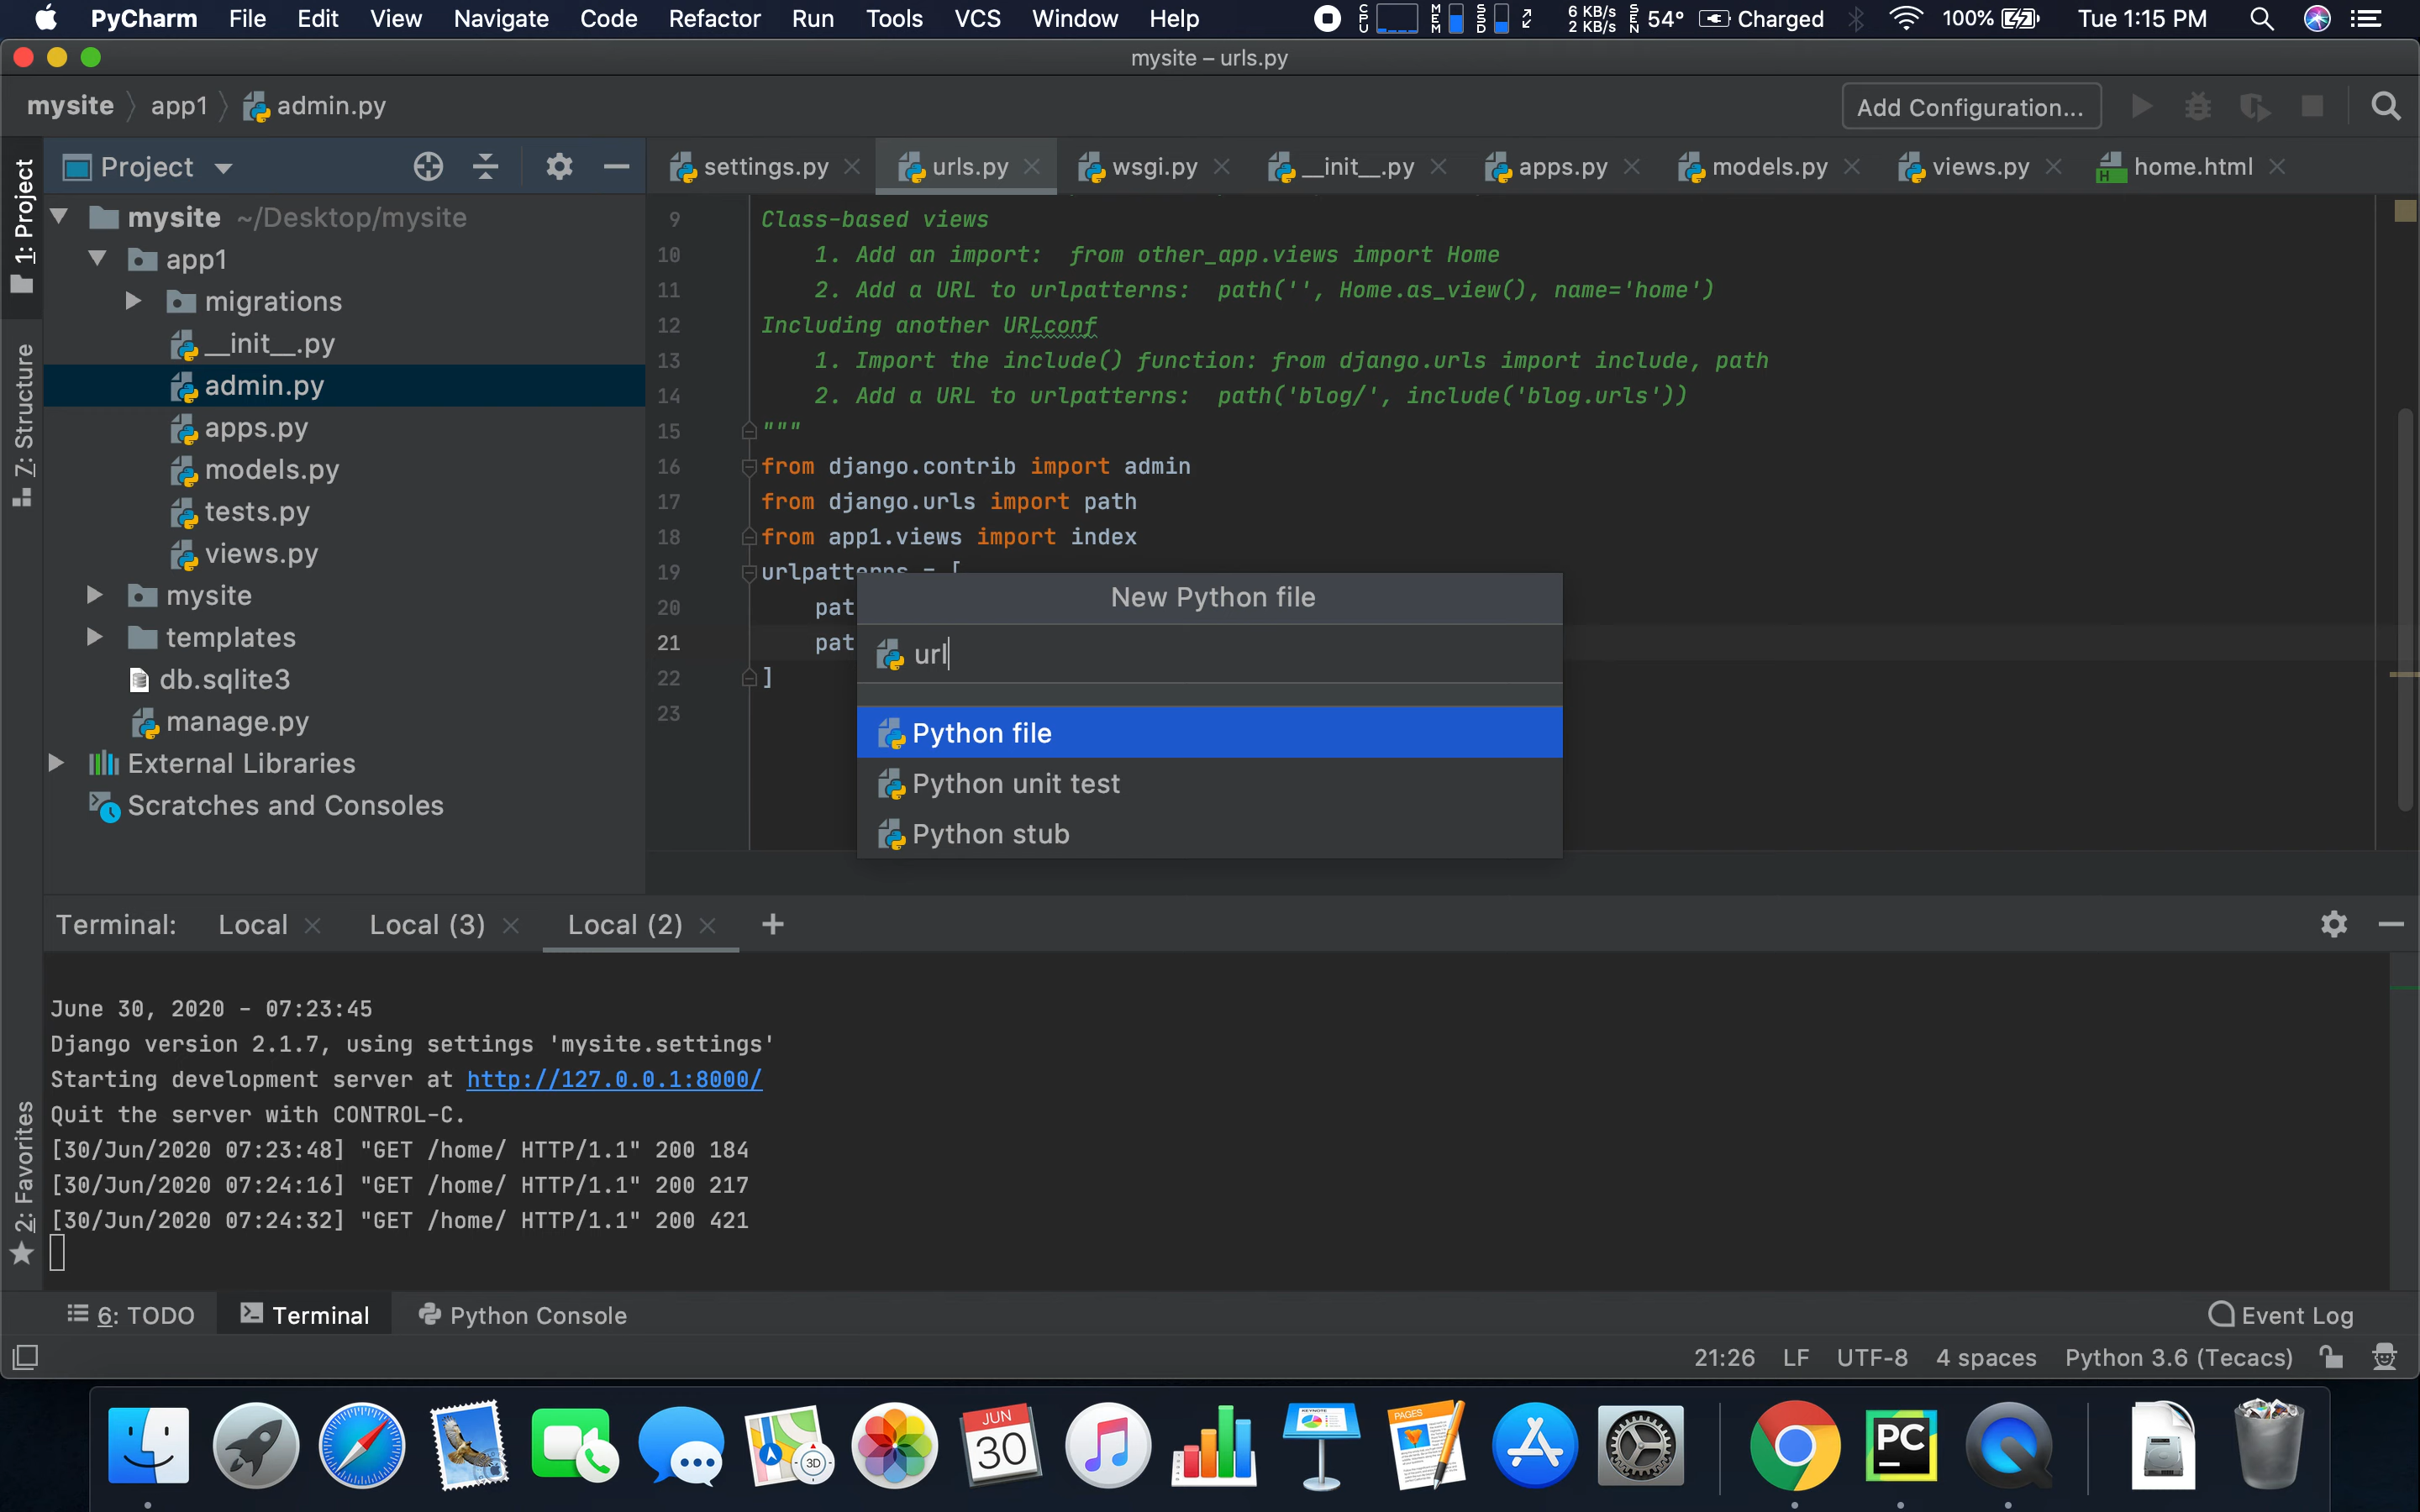 PyCharm File Edit View Navigate Code Refactor Run Tools VCS Window Help CPU MEM SSD 6 KB/s 2 KB/s SEN 54° Charged 100% Tue 1:15 PM
mysite – urls.py
mysite app1 admin.py Add Configuration...
1: Project
7: Structure
2: Favorites
Project
mysite ~/Desktop/mysite
app1
migrations
__init__.py
admin.py
apps.py
models.py
tests.py
views.py
mysite
templates
db.sqlite3
manage.py
External Libraries
Scratches and Consoles
settings.py urls.py wsgi.py __init__.py apps.py models.py views.py home.html
9 Class-based views
10 1. Add an import:  from other_app.views import Home
11 2. Add a URL to urlpatterns:  path('', Home.as_view(), name='home')
12 Including another URLconf
13 1. Import the include() function: from django.urls import include, path
14 2. Add a URL to urlpatterns:  path('blog/', include('blog.urls'))
15 """
16 from django.contrib import admin
17 from django.urls import path
18 from app1.views import index
19 urlpatterns = [
20 pat
21 pat
22 ]
23
New Python file
url
Python file
Python unit test
Python stub
Terminal: Local Local (3) Local (2) +
June 30, 2020 - 07:23:45
Django version 2.1.7, using settings 'mysite.settings'
Starting development server at http://127.0.0.1:8000/
Quit the server with CONTROL-C.
[30/Jun/2020 07:23:48] "GET /home/ HTTP/1.1" 200 184
[30/Jun/2020 07:24:16] "GET /home/ HTTP/1.1" 200 217
[30/Jun/2020 07:24:32] "GET /home/ HTTP/1.1" 200 421
6: TODO Terminal Python Console Event Log
21:26 LF UTF-8 4 spaces Python 3.6 (Tecacs)
3D
JUN
30
KEYNOTE
PAGES
PC